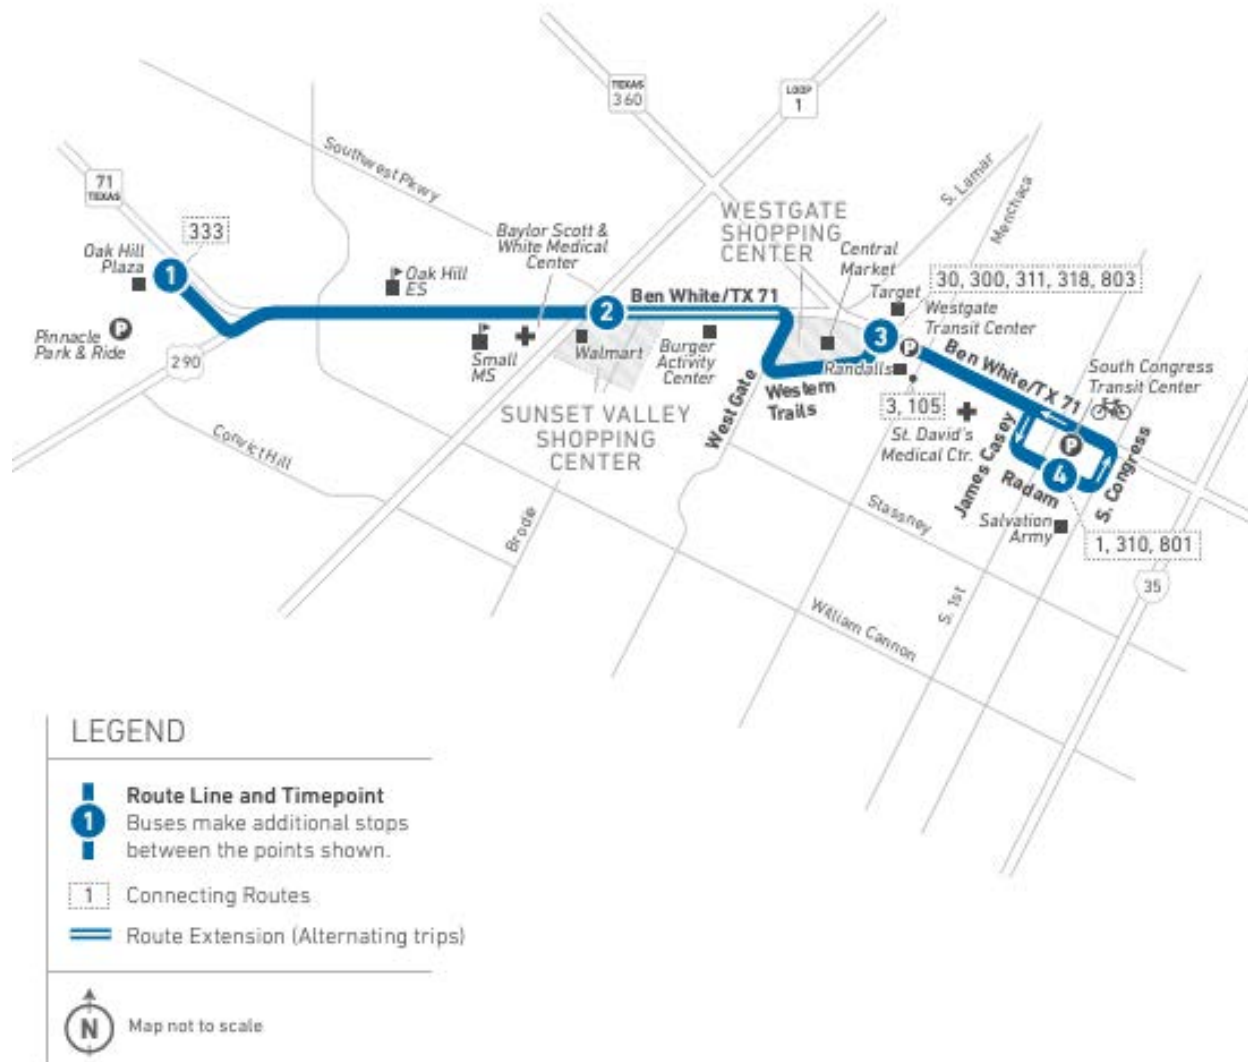 TEXAS
360
LOOP
1
71
TEXAS
Southwest Pkwy
S. Lamar
Menchaca
333
WESTGATE
SHOPPING
CENTER
Baylor Scott &
White Medical
Center
Oak Hill
Plaza
1
Oak Hill
ES
Central
Market
30, 300, 311, 318, 803
Target
Ben White/TX 71
2
Westgate
Transit Center
3
P
Pinnacle
Park & Ride
P
290
Small
MS
Walmart
Burger
Activity
Center
Randalls
Ben White/TX 71
South Congress
Transit Center
West Gate
Western
Trails
3, 105
SUNSET VALLEY
SHOPPING
CENTER
St. David's
Medical Ctr.
James Casey
P
4
Radam
S. Congress
Convict Hill
Brodie
Stassney
Salvation
Army
1, 310, 801
35
S. 1st
William Cannon
LEGEND
1
Route Line and Timepoint
Buses make additional stops
between the points shown.
1 Connecting Routes
Route Extension (Alternating trips)
N Map not to scale